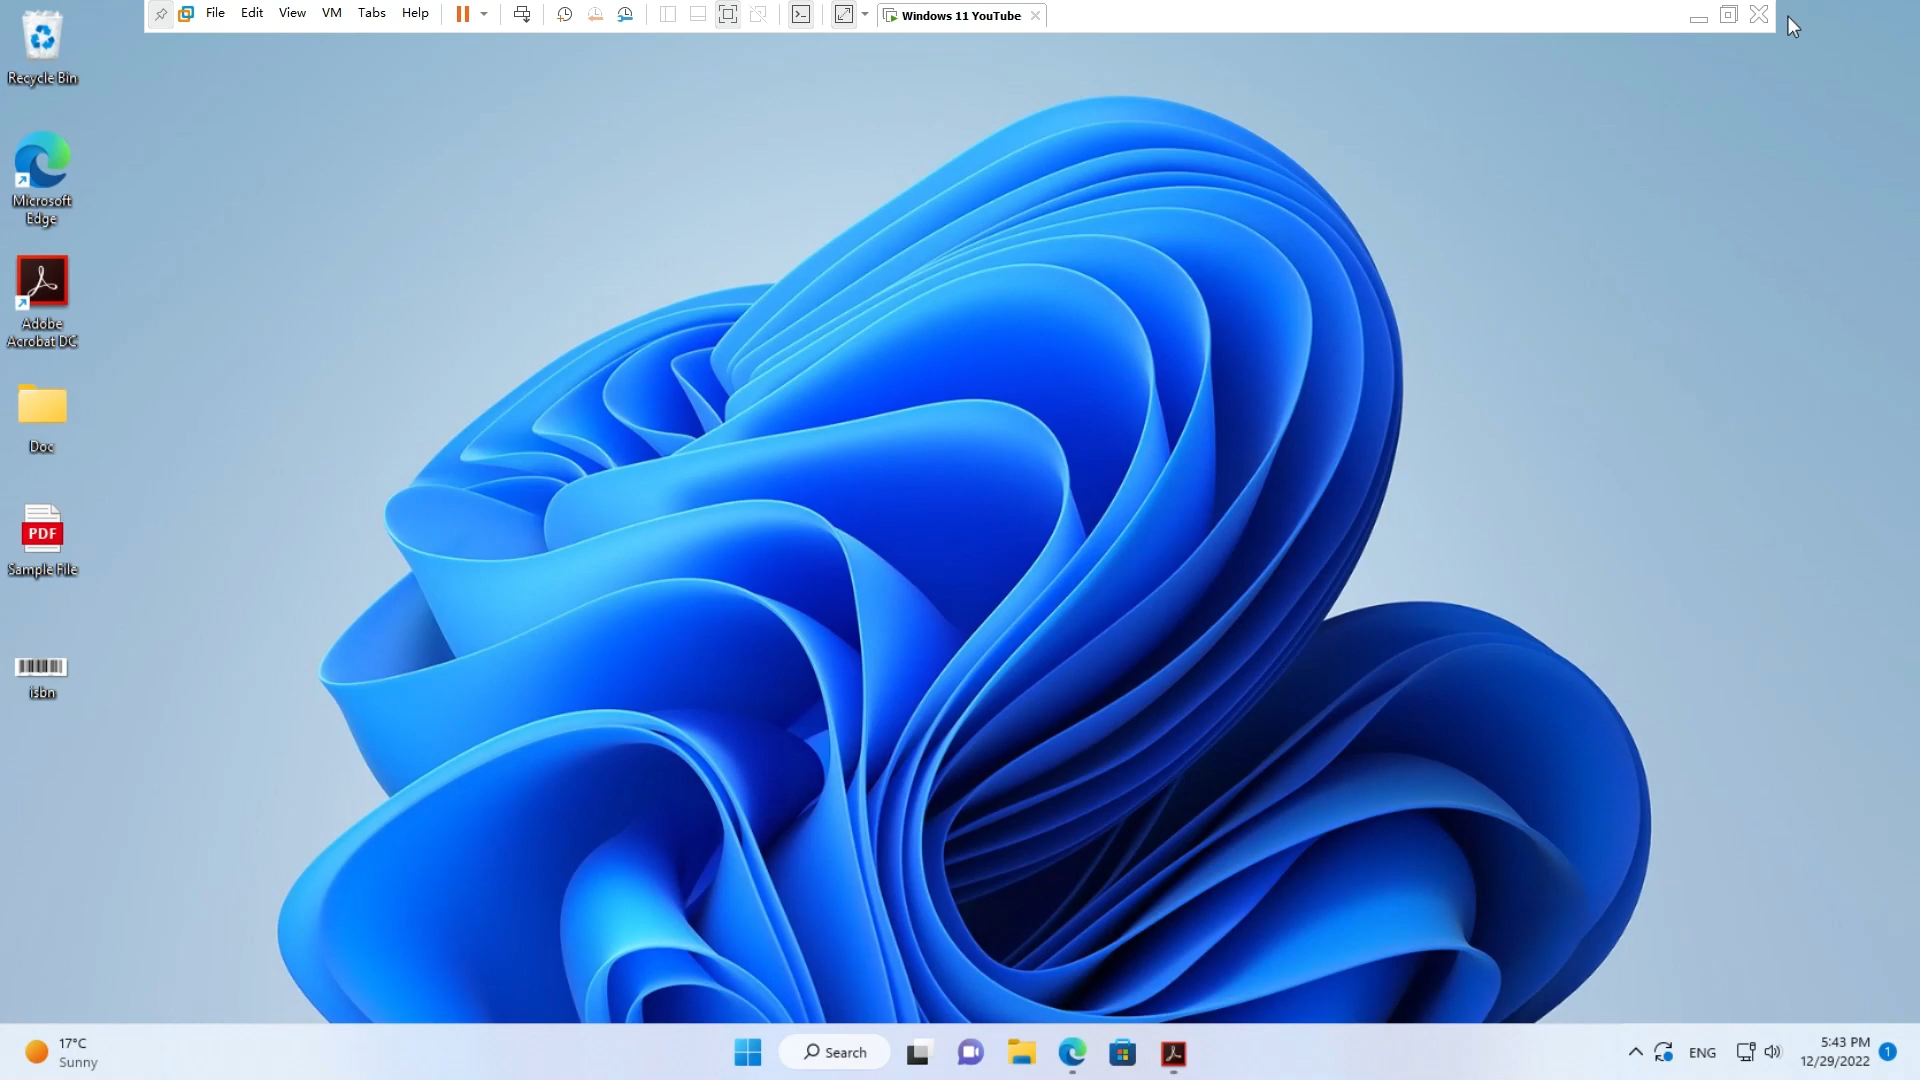 File Edit View VM Tabs Help
Windows 11 YouTube
Recycle Bin
Microsoft
Edge
Adobe
Acrobat DC
Doc
PDF
Sample File
isbn
17°C
Sunny
Search
ENG
5:43 PM
12/29/2022
1